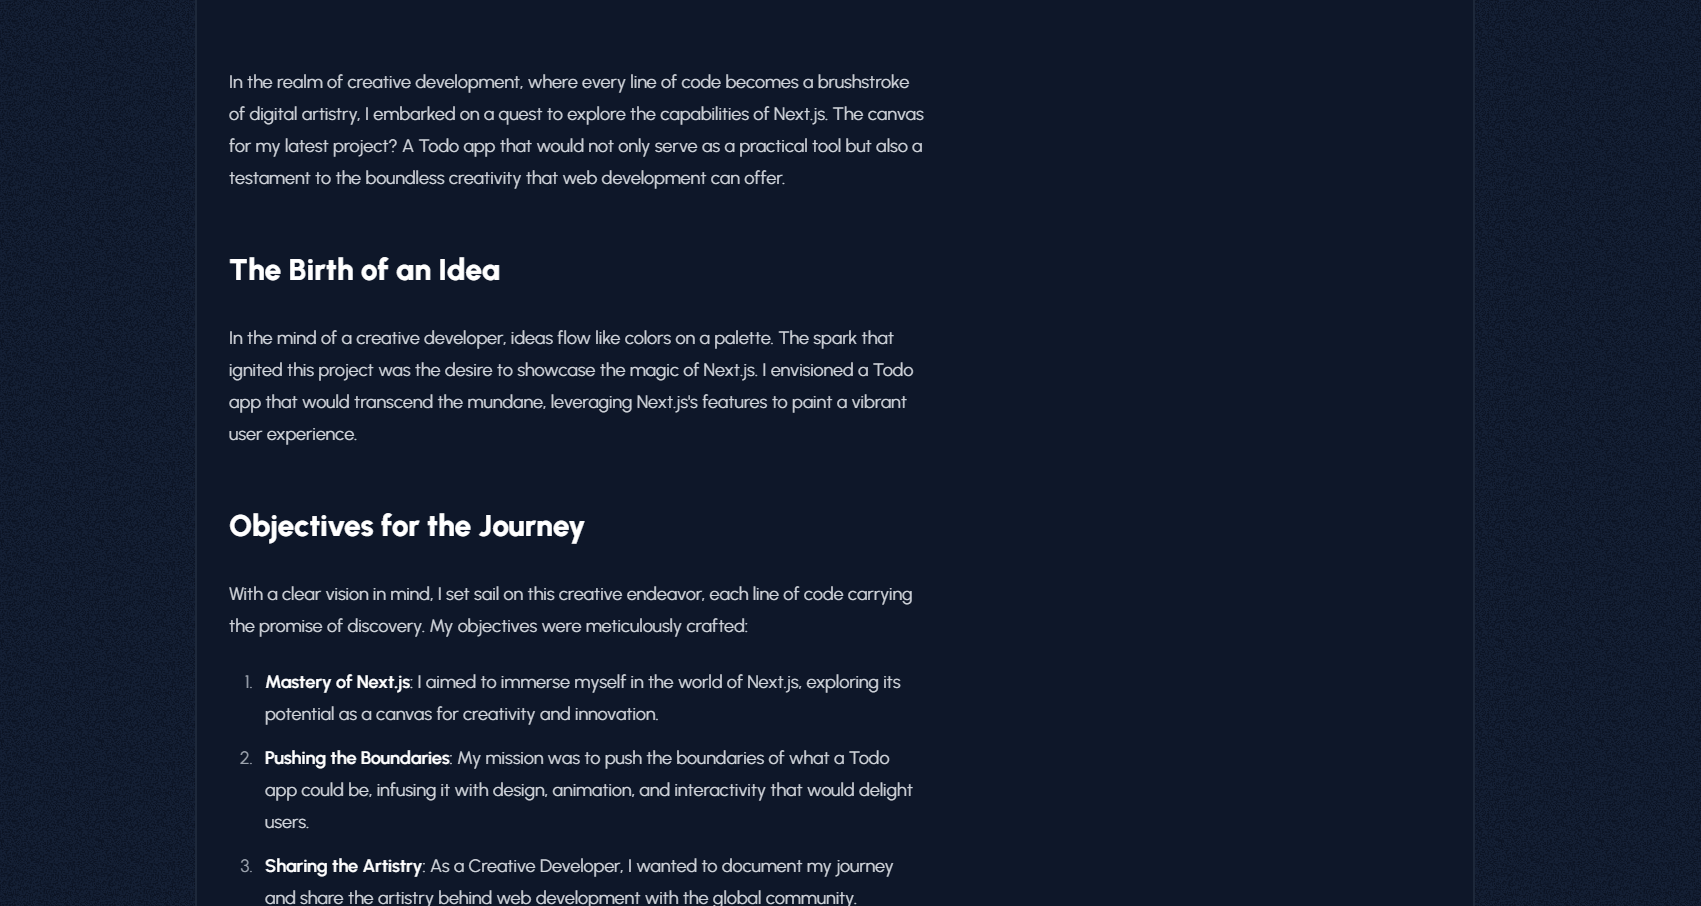 In the realm of creative development, where every line of code becomes a brushstroke
of digital artistry, I embarked on a quest to explore the capabilities of Next.js. The canvas
for my latest project? A Todo app that would not only serve as a practical tool but also a
testament to the boundless creativity that web development can offer.
The Birth of an Idea
In the mind of a creative developer, ideas flow like colors on a palette. The spark that
ignited this project was the desire to showcase the magic of Next.js. I envisioned a Todo
app that would transcend the mundane, leveraging Next.js's features to paint a vibrant
user experience.
Objectives for the Journey
With a clear vision in mind, I set sail on this creative endeavor, each line of code carrying
the promise of discovery. My objectives were meticulously crafted:
1. Mastery of Next.js: I aimed to immerse myself in the world of Next.js, exploring its
potential as a canvas for creativity and innovation.
2. Pushing the Boundaries: My mission was to push the boundaries of what a Todo
app could be, infusing it with design, animation, and interactivity that would delight
users.
3. Sharing the Artistry: As a Creative Developer, I wanted to document my journey
and share the artistry behind web development with the global community.